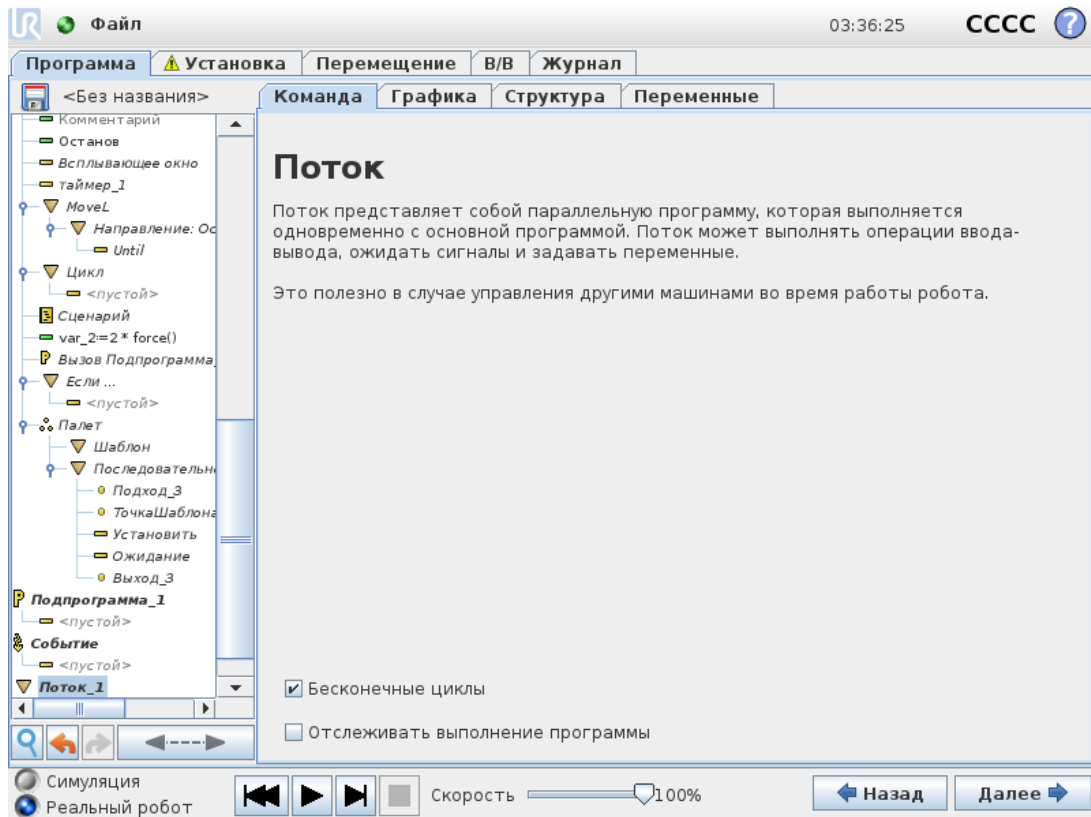 UR Файл 03:36:25 CCCC ?
Программа Установка Перемещение В/В Журнал
<Без названия> Команда Графика Структура Переменные
Комментарий
Останов
Всплывающее окно
таймер_1
MoveL
Направление: Ос
Until
Цикл
<пустой>
Сценарий
var_2:=2 * force()
Вызов Подпрограмма_
Если ...
<пустой>
Палет
Шаблон
Последовательн
Подход_3
ТочкаШаблона
Установить
Ожидание
Выход_3
Подпрограмма_1
<пустой>
Событие
<пустой>
Поток_1
Поток
Поток представляет собой параллельную программу, которая выполняется
одновременно с основной программой. Поток может выполнять операции ввода-
вывода, ожидать сигналы и задавать переменные.
Это полезно в случае управления другими машинами во время работы робота.
Бесконечные циклы
Отслеживать выполнение программы
Симуляция
Реальный робот
Скорость 100%
Назад Далее